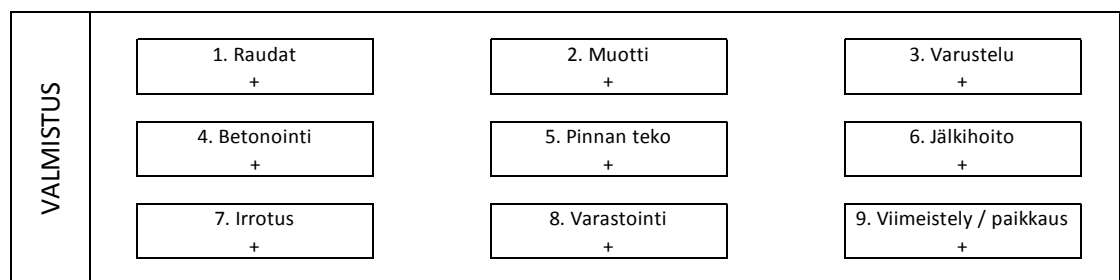 VALMISTUS
1. Raudat
+
2. Muotti
+
3. Varustelu
+
4. Betonointi
+
5. Pinnan teko
+
6. Jälkihoito
+
7. Irrotus
+
8. Varastointi
+
9. Viimeistely / paikkaus
+